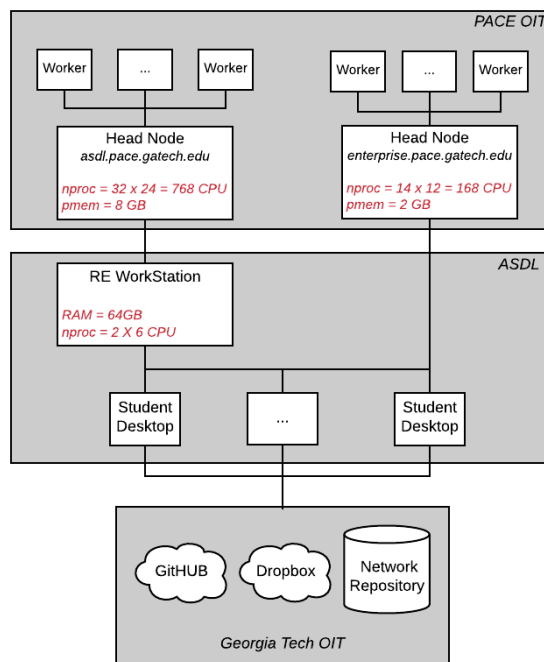 PACE OIT
Worker
...
Worker
Worker
...
Worker
Head Node
asdl.pace.gatech.edu
nproc = 32 x 24 = 768 CPU
pmem = 8 GB
Head Node
enterprise.pace.gatech.edu
nproc = 14 x 12 = 168 CPU
pmem = 2 GB
ASDL
RE WorkStation
RAM = 64GB
nproc = 2 X 6 CPU
Student
Desktop
...
Student
Desktop
GitHUB
Dropbox
Network
Repository
Georgia Tech OIT